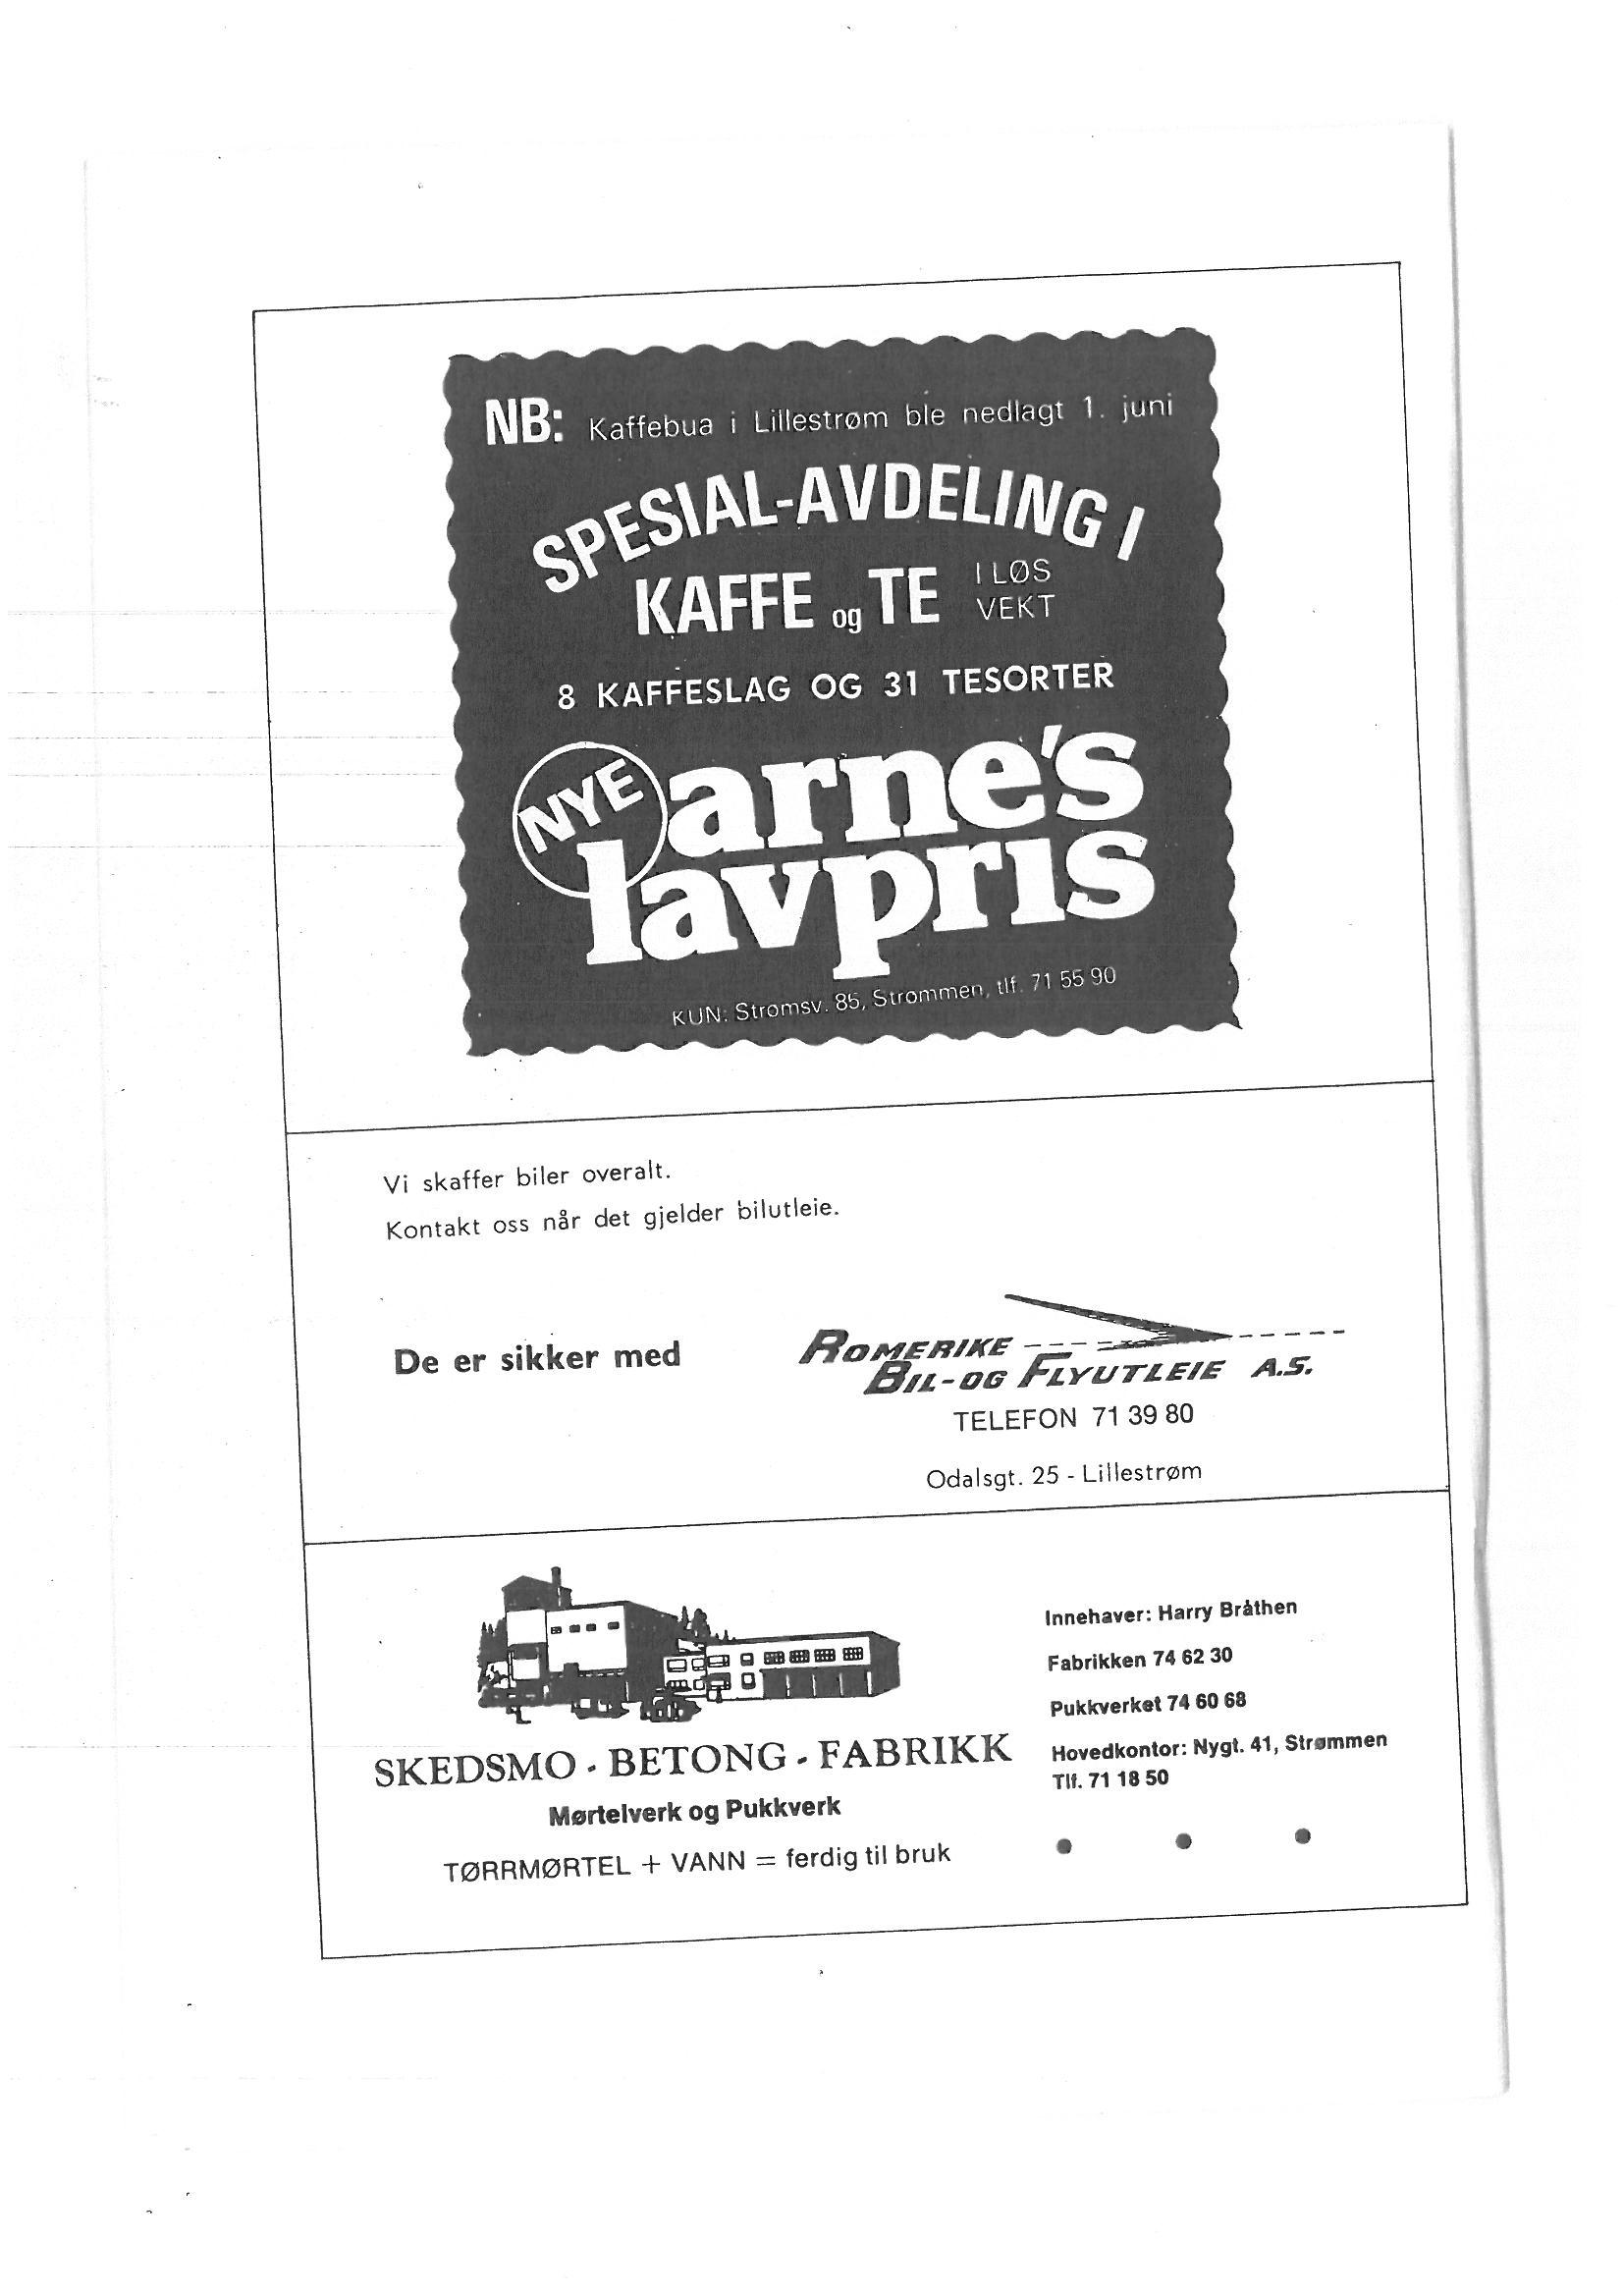 NB: Kaffebua i Lillestrøm ble nedlagt 1. juni
SPESIAL-AVDELING I
KAFFE og TE I LØS VEKT
8 KAFFESLAG OG 31 TESORTER
NYE arne's
lavpris
KUN: Strømsv. 85, Strømmen, tlf. 71 55 90
Vi skaffer biler overalt.
Kontakt oss når det gjelder bilutleie.
De er sikker med
ROMERIKE
BIL-OG FLYUTLEIE A.S.
TELEFON 71 39 80
Odalsgt. 25 - Lillestrøm
SKEDSMO - BETONG - FABRIKK
Mørtelverk og Pukkverk
TØRRMØRTEL + VANN = ferdig til bruk
Innehaver: Harry Bråthen
Fabrikken 74 62 30
Pukkverket 74 60 68
Hovedkontor: Nygt. 41, Strømmen
Tlf. 71 18 50